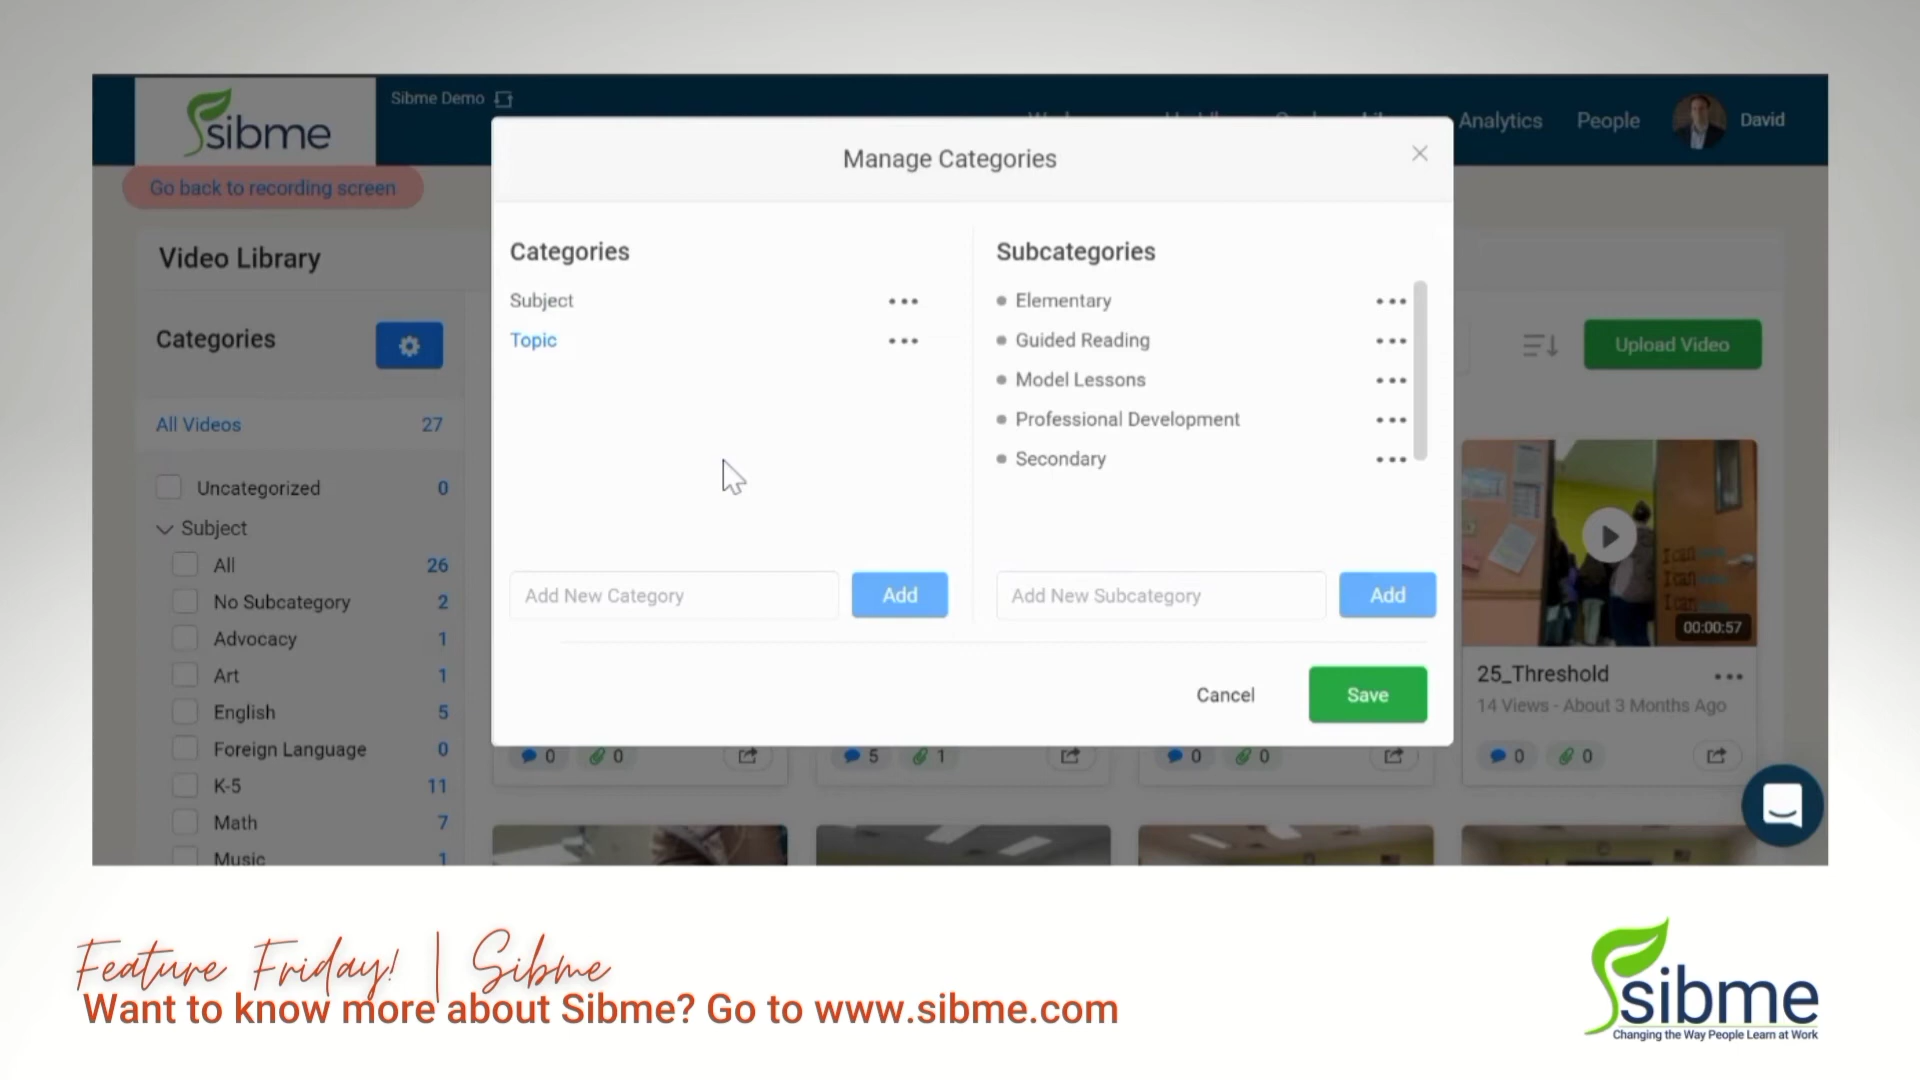 sibme
Sibme Demo
Analytics
People
David
Go back to recording screen
Manage Categories
Video Library
Categories
All Videos 27
Uncategorized 0
Subject
All 26
No Subcategory 2
Advocacy 1
Art 1
English 5
Foreign Language 0
K-5 11
Math 7
Music 1
Categories
Subject
Topic
Add New Category
Add
Subcategories
Elementary
Guided Reading
Model Lessons
Professional Development
Secondary
Add New Subcategory
Add
Cancel
Save
Upload Video
I can
I can
I can
00:00:57
25_Threshold
14 Views - About 3 Months Ago
0 0
5 1
0 0
0 0
Feature Friday! | Sibme
Want to know more about Sibme? Go to www.sibme.com
sibme
Changing the Way People Learn at Work